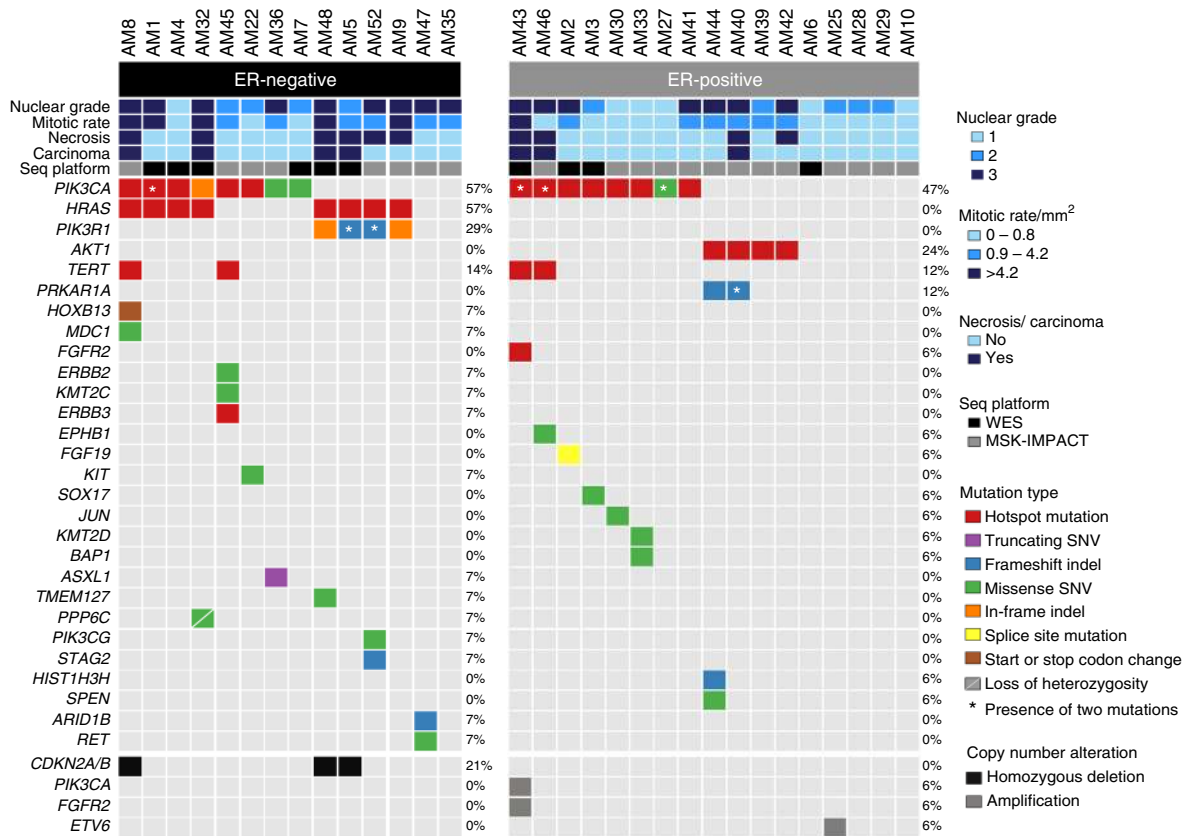 AM8 AM1 AM4 AM32 AM45 AM22 AM36 AM7 AM48 AM5 AM52 AM9 AM47 AM35 AM43 AM46 AM2 AM3 AM30 AM33 AM27 AM41 AM44 AM40 AM39 AM42 AM6 AM25 AM28 AM29 AM10
ER-negative ER-positive
Nuclear grade
Mitotic rate
Necrosis
Carcinoma
Seq platform
PIK3CA * 57% * * * 47%
HRAS 57% 0%
PIK3R1 * * 29% 0%
AKT1 0% 24%
TERT 14% 12%
PRKAR1A 0% * 12%
HOXB13 7% 0%
MDC1 7% 0%
FGFR2 0% 6%
ERBB2 7% 0%
KMT2C 7% 0%
ERBB3 7% 0%
EPHB1 0% 6%
FGF19 0% 6%
KIT 7% 0%
SOX17 0% 6%
JUN 0% 6%
KMT2D 0% 6%
BAP1 0% 6%
ASXL1 7% 0%
TMEM127 7% 0%
PPP6C 7% 0%
PIK3CG 7% 0%
STAG2 7% 0%
HIST1H3H 0% 6%
SPEN 0% 6%
ARID1B 7% 0%
RET 7% 0%
CDKN2A/B 21% 0%
PIK3CA 0% 6%
FGFR2 0% 6%
ETV6 0% 6%
Nuclear grade
1
2
3
Mitotic rate/mm²
0 – 0.8
0.9 – 4.2
>4.2
Necrosis/ carcinoma
No
Yes
Seq platform
WES
MSK-IMPACT
Mutation type
Hotspot mutation
Truncating SNV
Frameshift indel
Missense SNV
In-frame indel
Splice site mutation
Start or stop codon change
Loss of heterozygosity
* Presence of two mutations
Copy number alteration
Homozygous deletion
Amplification